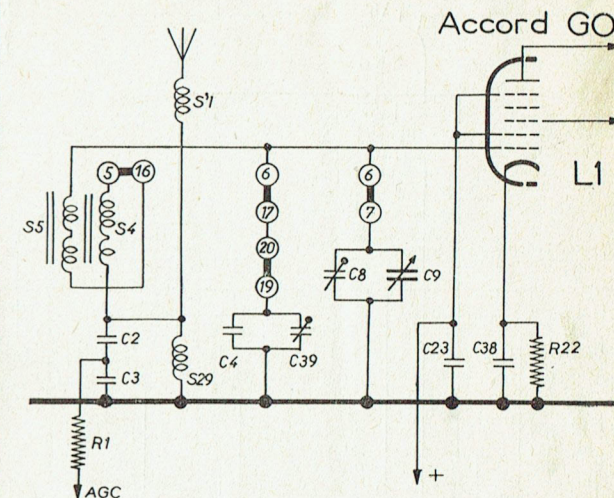 Accord GO
S'1
5 16
6
6
L1
17
7
S5
S4
20
19
C8
C9
C2
C4
C39
C23
C38
R22
C3
S29
R1
+
AGC